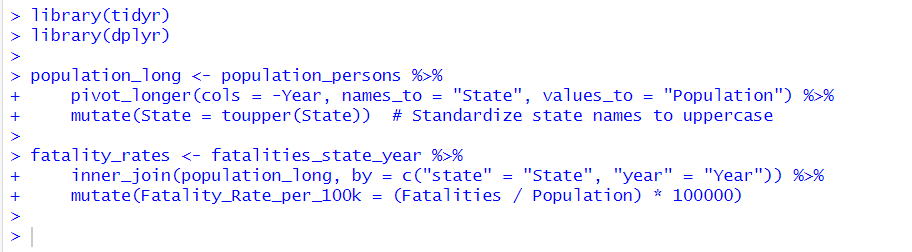 > library(tidyr)
> library(dplyr)
>
> population_long <- population_persons %>%
+     pivot_longer(cols = -Year, names_to = "State", values_to = "Population") %>%
+     mutate(State = toupper(State))  # Standardize state names to uppercase
>
> fatality_rates <- fatalities_state_year %>%
+     inner_join(population_long, by = c("state" = "State", "year" = "Year")) %>%
+     mutate(Fatality_Rate_per_100k = (Fatalities / Population) * 100000)
>
>